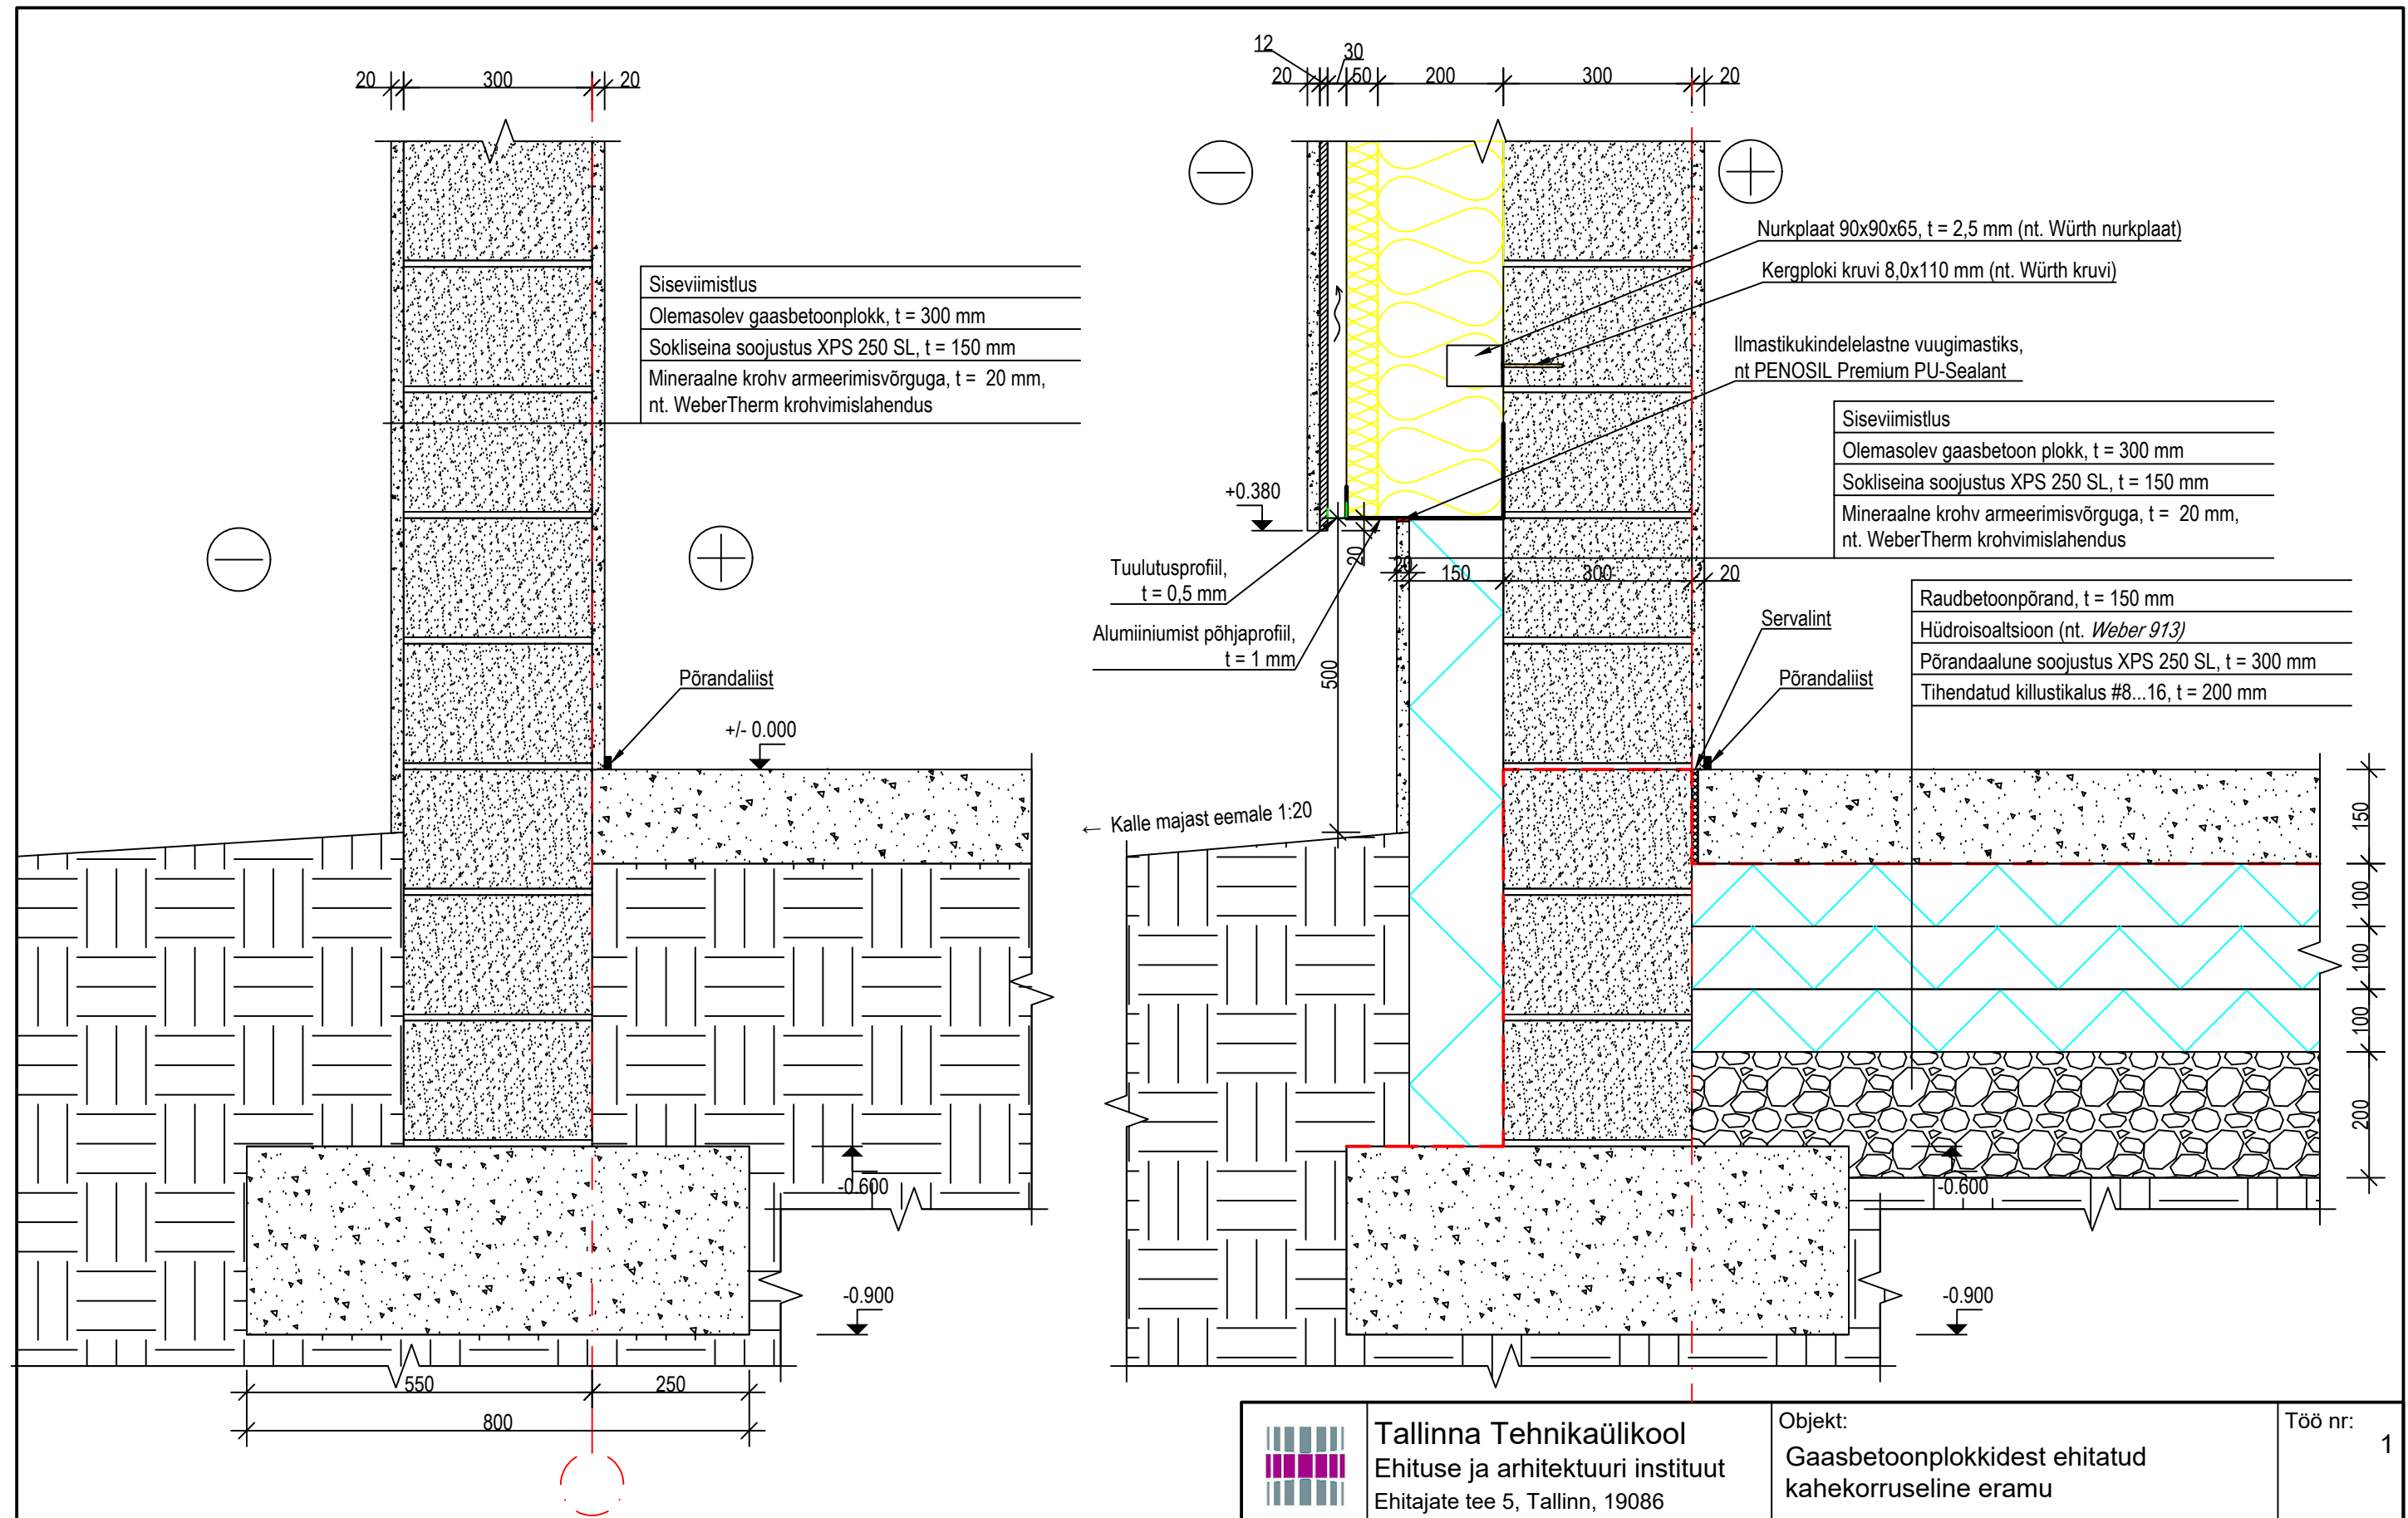 20
300
20
Siseviimistlus
Olemasolev gaasbetoonplokk, t = 300 mm
Sokliseina soojustus XPS 250 SL, t = 150 mm
Mineraalne krohv armeerimisvõrguga, t =  20 mm,
nt. WeberTherm krohvimislahendus
Põrandaliist
+/- 0.000
-0.600
-0.900
550
250
800
12
30
20
50
200
300
20
Nurkplaat 90x90x65, t = 2,5 mm (nt. Würth nurkplaat)
Kergploki kruvi 8,0x110 mm (nt. Würth kruvi)
Ilmastikukindelelastne vuugimastiks,
nt PENOSIL Premium PU-Sealant
Siseviimistlus
Olemasolev gaasbetoon plokk, t = 300 mm
Sokliseina soojustus XPS 250 SL, t = 150 mm
Mineraalne krohv armeerimisvõrguga, t =  20 mm,
nt. WeberTherm krohvimislahendus
+0.380
20
20
150
300
20
Tuulutusprofiil,
t = 0,5 mm
Alumiiniumist põhjaprofiil,
t = 1 mm
500
Servalint
Põrandaliist
Raudbetoonpõrand, t = 150 mm
Hüdroisoaltsioon (nt. Weber 913)
Põrandaalune soojustus XPS 250 SL, t = 300 mm
Tihendatud killustikalus #8...16, t = 200 mm
← Kalle majast eemale 1:20
150
100
100
100
200
-0.600
-0.900
Tallinna Tehnikaülikool
Ehituse ja arhitektuuri instituut
Ehitajate tee 5, Tallinn, 19086
Objekt:
Gaasbetoonplokkidest ehitatud
kahekorruseline eramu
Töö nr:
1